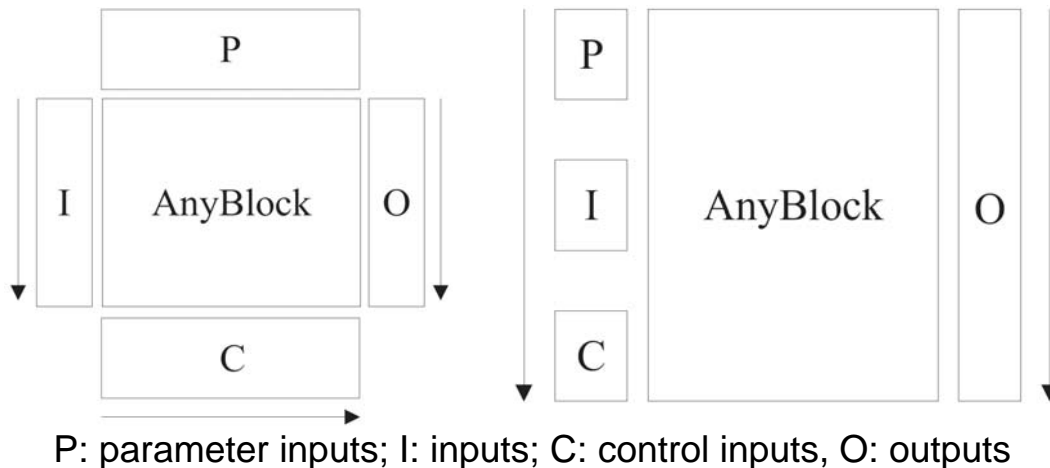 P
I
AnyBlock
O
C
P
I
C
AnyBlock
O
P: parameter inputs; I: inputs; C: control inputs, O: outputs